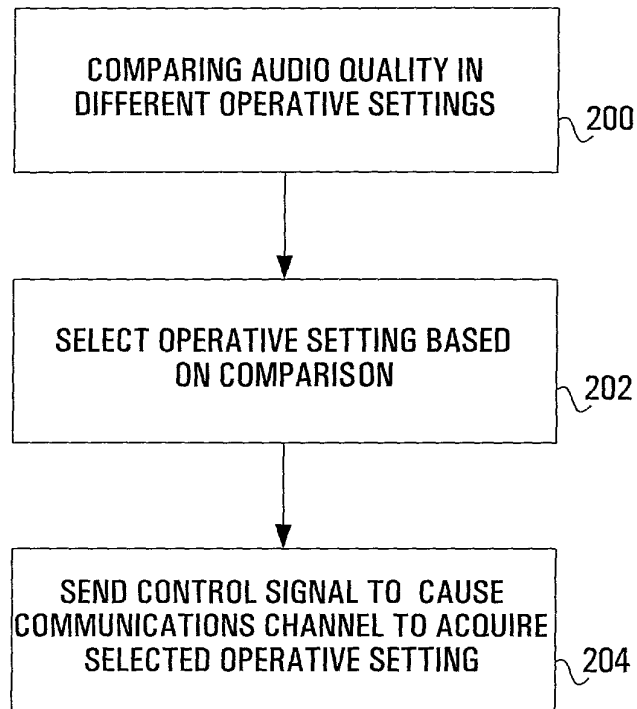 COMPARING AUDIO QUALITY IN
DIFFERENT OPERATIVE SETTINGS
200
SELECT OPERATIVE SETTING BASED
ON COMPARISON
202
SEND CONTROL SIGNAL TO CAUSE
COMMUNICATIONS CHANNEL TO ACQUIRE
SELECTED OPERATIVE SETTING
204